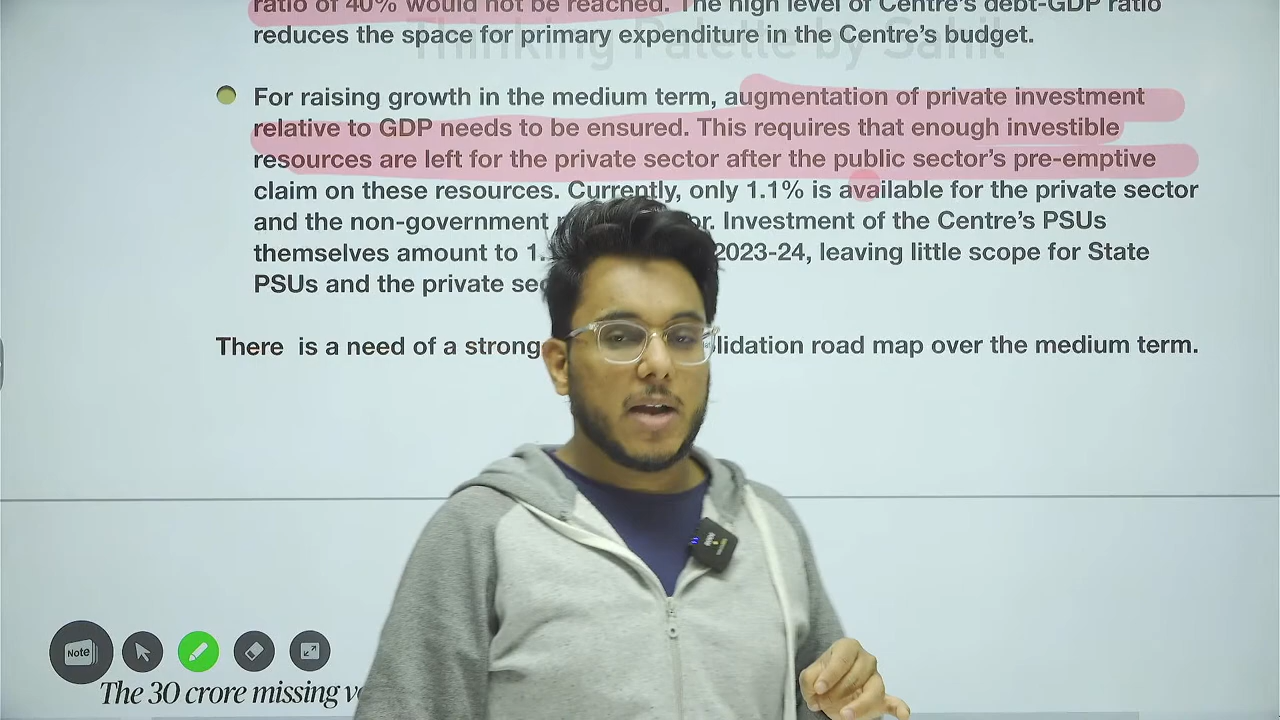 ratio of 40% would not be reached. The high level of Centre's debt-GDP ratio
reduces the space for primary expenditure in the Centre's budget.
Thinking Palette by Sahil
For raising growth in the medium term, augmentation of private investment
relative to GDP needs to be ensured. This requires that enough investible
resources are left for the private sector after the public sector's pre-emptive
claim on these resources. Currently, only 1.1% is available for the private sector
and the non-government or. Investment of the Centre's PSUs
themselves amount to 1. 2023-24, leaving little scope for State
PSUs and the private sec
There is a need of a strong lidation road map over the medium term.
Note
The 30 crore missing v